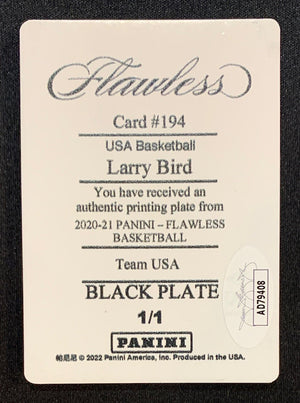 Flawless
Card #194
USA Basketball
Larry Bird
You have received an
authentic printing plate from
2020-21 PANINI – FLAWLESS
BASKETBALL
Team USA
BLACK PLATE
1/1
PANINI
帕尼尼 © 2022 Panini America, Inc. Produced in the USA.
AD79408